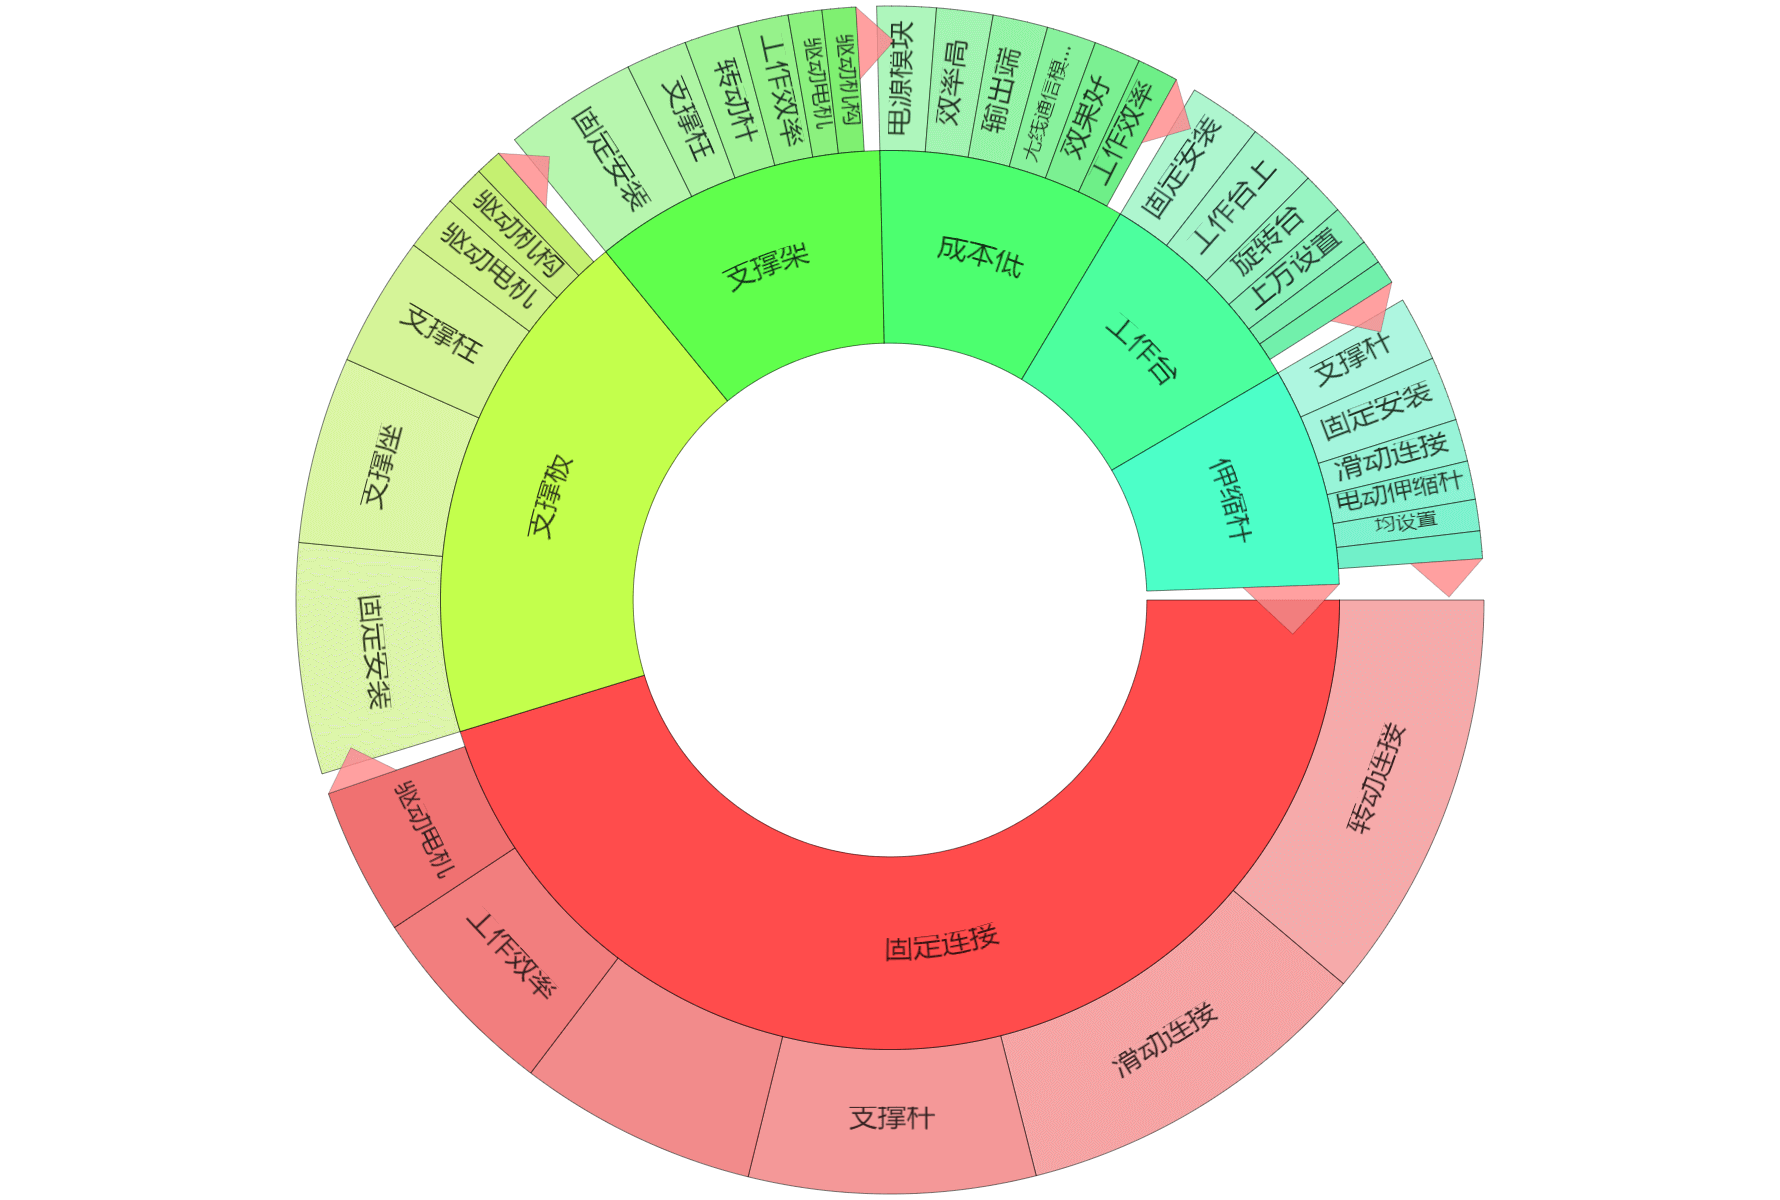 固定连接
转动连接
滑动连接
支撑杆
工作效率
驱动电机
支撑板
固定安装
支撑座
支撑柱
驱动电机
驱动机构
支撑架
固定安装
支撑柱
转动杆
工作效率
驱动电机
驱动机构
成本低
电源模块
效率高
输出端
无线通信模...
效果好
工作效率
工作台
固定安装
工作台上
旋转台
上方设置
伸缩杆
支撑杆
固定安装
滑动连接
电动伸缩杆
均设置